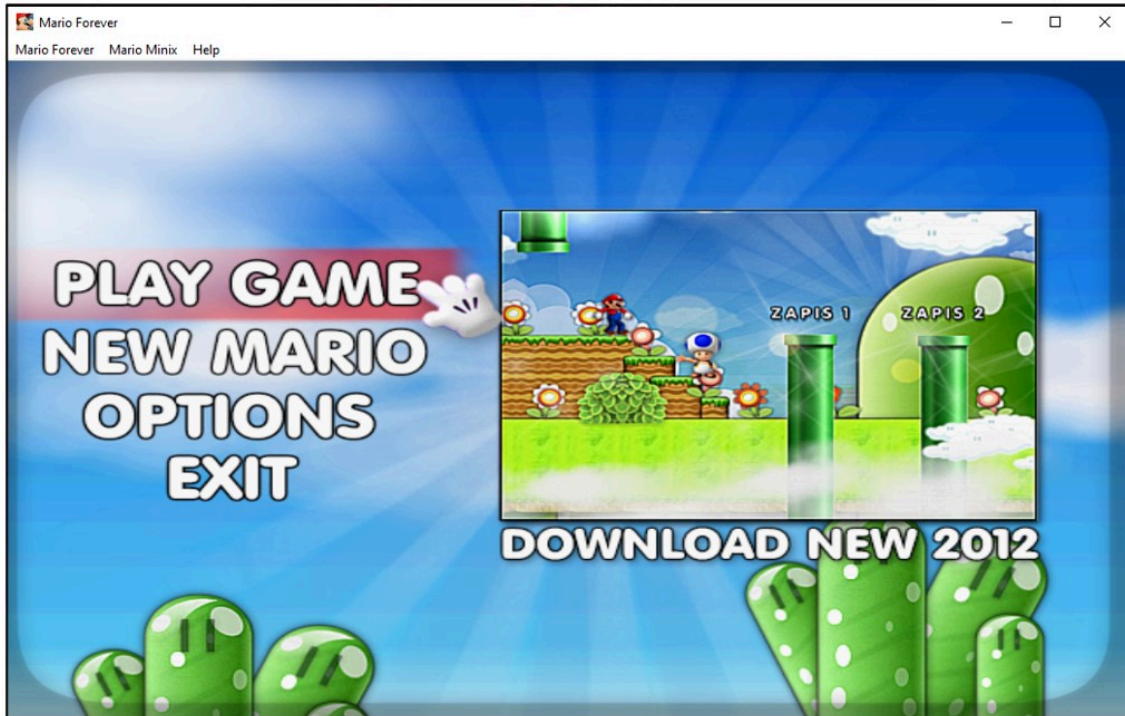 Mario Forever
Mario Forever Mario Minix Help
PLAY GAME
NEW MARIO
OPTIONS
EXIT
ZAPIS 1 ZAPIS 2
DOWNLOAD NEW 2012